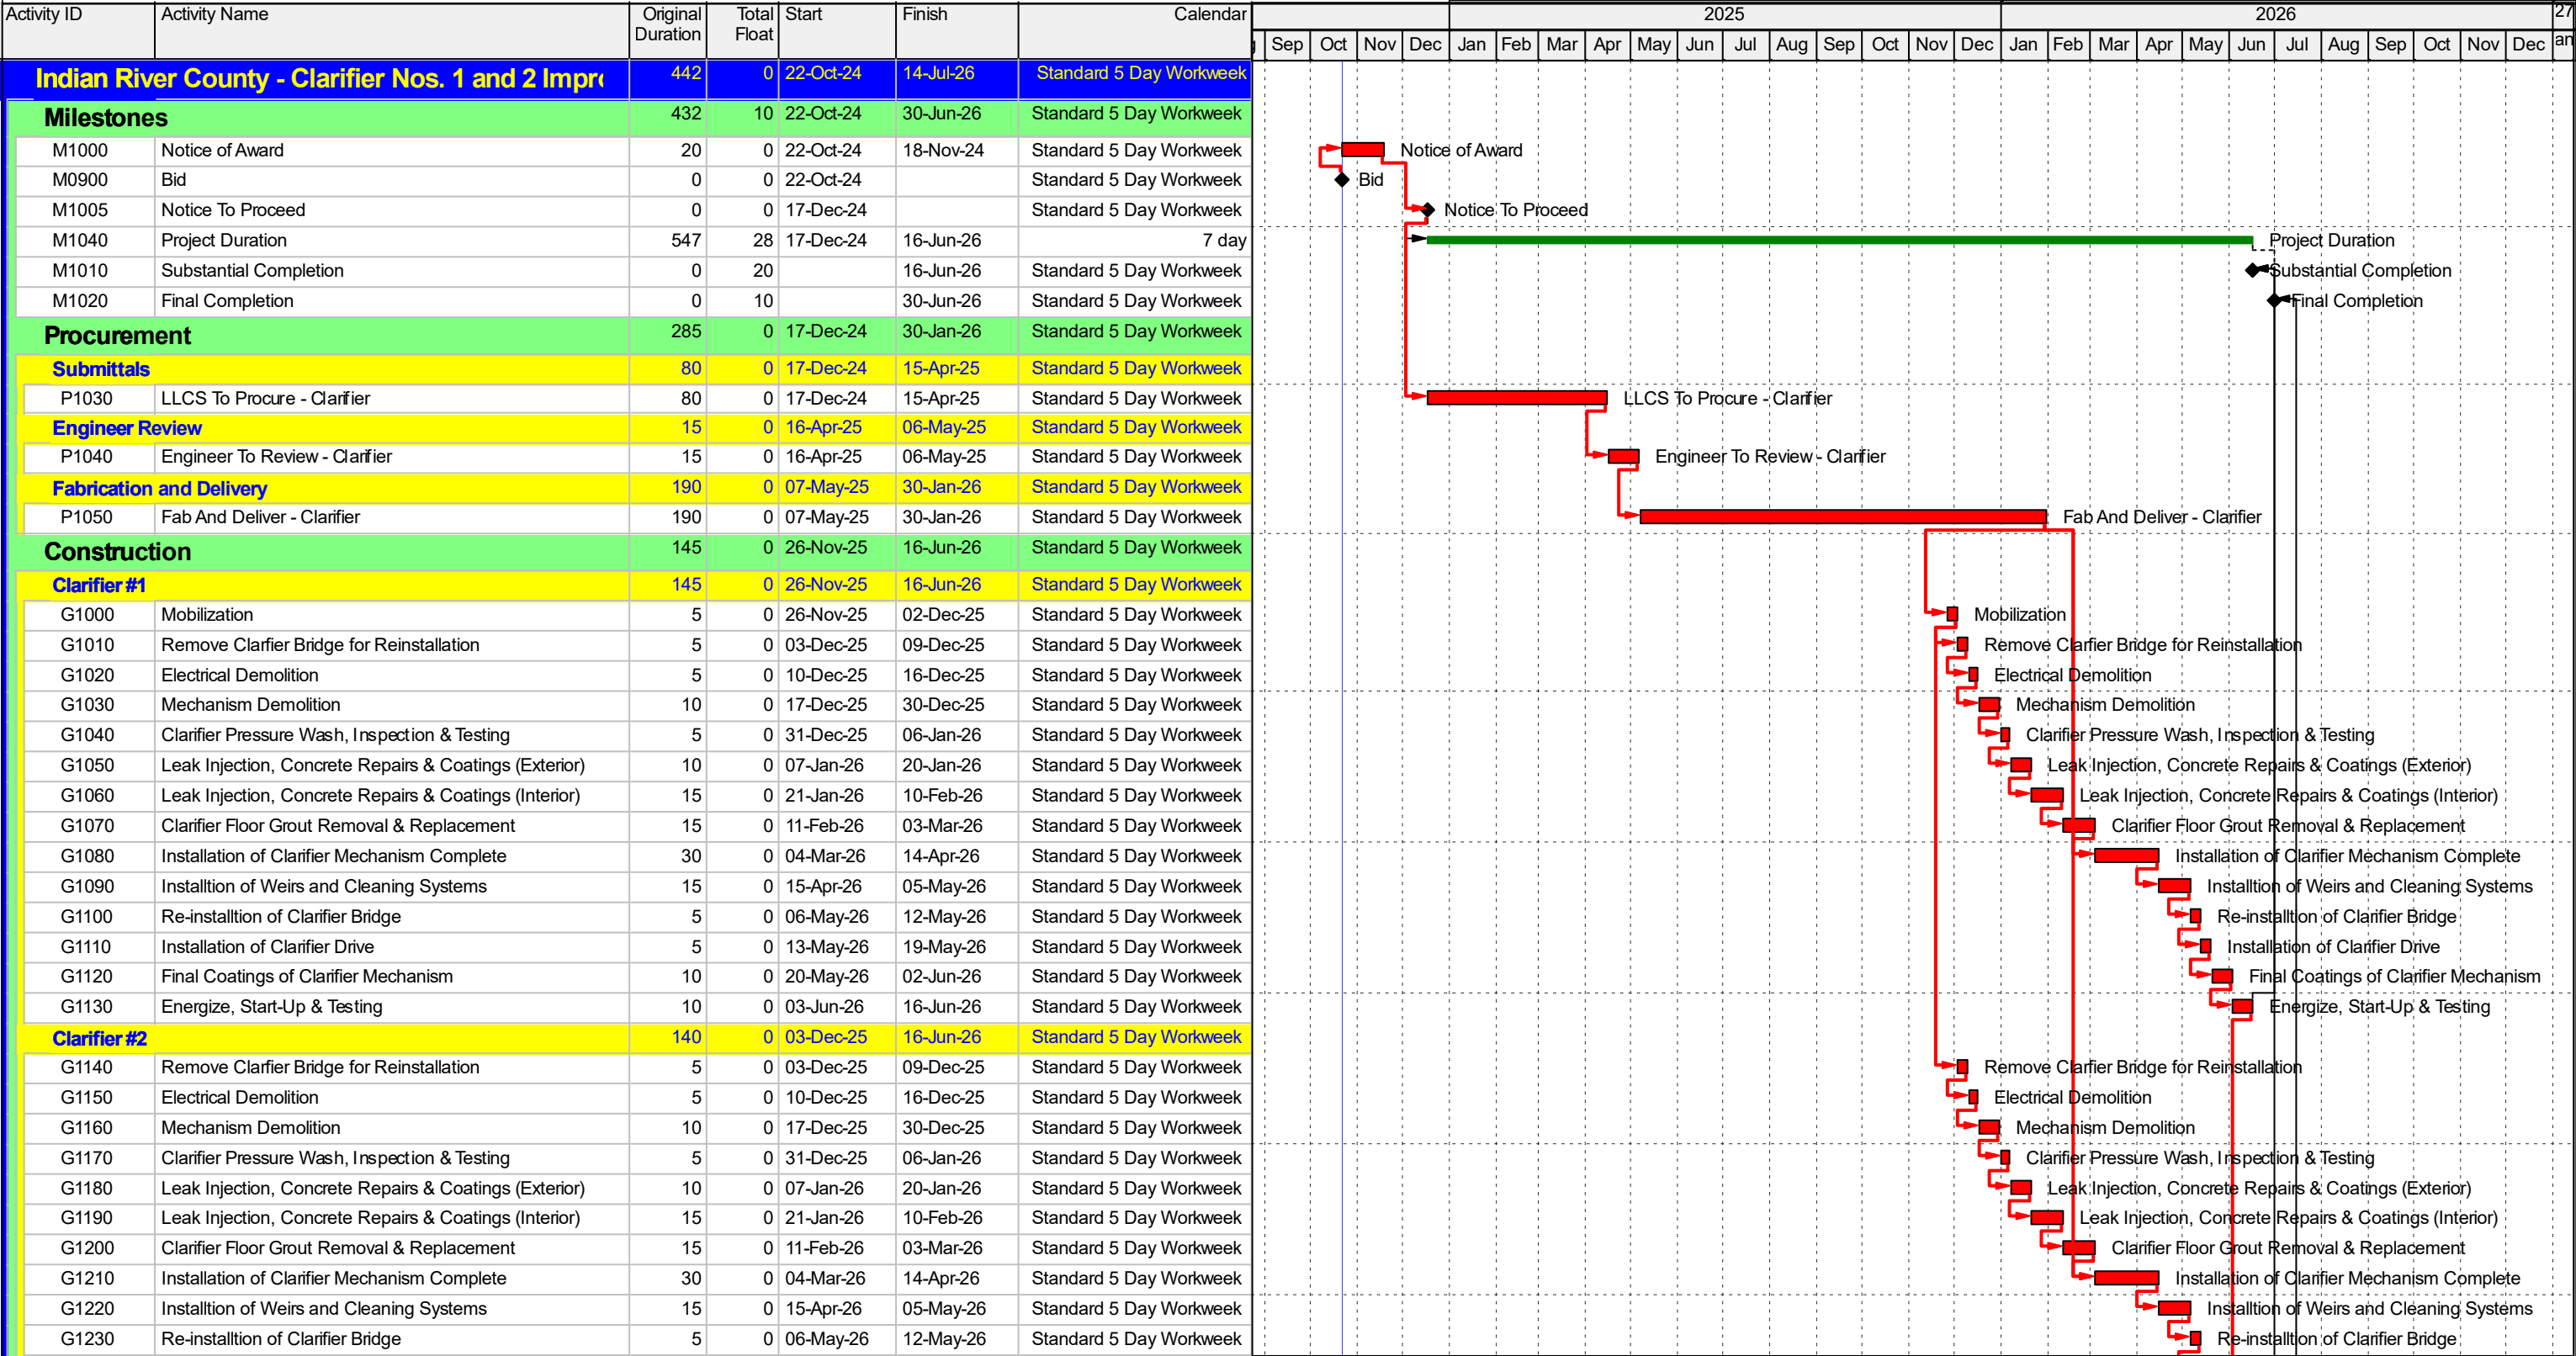 Activity ID Activity Name Original Duration Total Float Start Finish Calendar 2025 2026 27
Sep Oct Nov Dec Jan Feb Mar Apr May Jun Jul Aug Sep Oct Nov Dec Jan Feb Mar Apr May Jun Jul Aug Sep Oct Nov Dec an
Indian River County - Clarifier Nos. 1 and 2 Impr 442 0 22-Oct-24 14-Jul-26 Standard 5 Day Workweek
Milestones 432 10 22-Oct-24 30-Jun-26 Standard 5 Day Workweek
M1000 Notice of Award 20 0 22-Oct-24 18-Nov-24 Standard 5 Day Workweek Notice of Award
M0900 Bid 0 0 22-Oct-24 Standard 5 Day Workweek Bid
M1005 Notice To Proceed 0 0 17-Dec-24 Standard 5 Day Workweek Notice To Proceed
M1040 Project Duration 547 28 17-Dec-24 16-Jun-26 7 day Project Duration
M1010 Substantial Completion 0 20 16-Jun-26 Standard 5 Day Workweek Substantial Completion
M1020 Final Completion 0 10 30-Jun-26 Standard 5 Day Workweek Final Completion
Procurement 285 0 17-Dec-24 30-Jan-26 Standard 5 Day Workweek
Submittals 80 0 17-Dec-24 15-Apr-25 Standard 5 Day Workweek
P1030 LLCS To Procure - Clarifier 80 0 17-Dec-24 15-Apr-25 Standard 5 Day Workweek LLCS To Procure - Clarifier
Engineer Review 15 0 16-Apr-25 06-May-25 Standard 5 Day Workweek
P1040 Engineer To Review - Clarifier 15 0 16-Apr-25 06-May-25 Standard 5 Day Workweek Engineer To Review - Clarifier
Fabrication and Delivery 190 0 07-May-25 30-Jan-26 Standard 5 Day Workweek
P1050 Fab And Deliver - Clarifier 190 0 07-May-25 30-Jan-26 Standard 5 Day Workweek Fab And Deliver - Clarifier
Construction 145 0 26-Nov-25 16-Jun-26 Standard 5 Day Workweek
Clarifier #1 145 0 26-Nov-25 16-Jun-26 Standard 5 Day Workweek
G1000 Mobilization 5 0 26-Nov-25 02-Dec-25 Standard 5 Day Workweek Mobilization
G1010 Remove Clarfier Bridge for Reinstallation 5 0 03-Dec-25 09-Dec-25 Standard 5 Day Workweek Remove Clarfier Bridge for Reinstallation
G1020 Electrical Demolition 5 0 10-Dec-25 16-Dec-25 Standard 5 Day Workweek Electrical Demolition
G1030 Mechanism Demolition 10 0 17-Dec-25 30-Dec-25 Standard 5 Day Workweek Mechanism Demolition
G1040 Clarifier Pressure Wash, Inspection & Testing 5 0 31-Dec-25 06-Jan-26 Standard 5 Day Workweek Clarifier Pressure Wash, Inspection & Testing
G1050 Leak Injection, Concrete Repairs & Coatings (Exterior) 10 0 07-Jan-26 20-Jan-26 Standard 5 Day Workweek Leak Injection, Concrete Repairs & Coatings (Exterior)
G1060 Leak Injection, Concrete Repairs & Coatings (Interior) 15 0 21-Jan-26 10-Feb-26 Standard 5 Day Workweek Leak Injection, Concrete Repairs & Coatings (Interior)
G1070 Clarifier Floor Grout Removal & Replacement 15 0 11-Feb-26 03-Mar-26 Standard 5 Day Workweek Clarifier Floor Grout Removal & Replacement
G1080 Installation of Clarifier Mechanism Complete 30 0 04-Mar-26 14-Apr-26 Standard 5 Day Workweek Installation of Clarifier Mechanism Complete
G1090 Installtion of Weirs and Cleaning Systems 15 0 15-Apr-26 05-May-26 Standard 5 Day Workweek Installtion of Weirs and Cleaning Systems
G1100 Re-installtion of Clarifier Bridge 5 0 06-May-26 12-May-26 Standard 5 Day Workweek Re-installtion of Clarifier Bridge
G1110 Installation of Clarifier Drive 5 0 13-May-26 19-May-26 Standard 5 Day Workweek Installation of Clarifier Drive
G1120 Final Coatings of Clarifier Mechanism 10 0 20-May-26 02-Jun-26 Standard 5 Day Workweek Final Coatings of Clarifier Mechanism
G1130 Energize, Start-Up & Testing 10 0 03-Jun-26 16-Jun-26 Standard 5 Day Workweek Energize, Start-Up & Testing
Clarifier #2 140 0 03-Dec-25 16-Jun-26 Standard 5 Day Workweek
G1140 Remove Clarfier Bridge for Reinstallation 5 0 03-Dec-25 09-Dec-25 Standard 5 Day Workweek Remove Clarfier Bridge for Reinstallation
G1150 Electrical Demolition 5 0 10-Dec-25 16-Dec-25 Standard 5 Day Workweek Electrical Demolition
G1160 Mechanism Demolition 10 0 17-Dec-25 30-Dec-25 Standard 5 Day Workweek Mechanism Demolition
G1170 Clarifier Pressure Wash, Inspection & Testing 5 0 31-Dec-25 06-Jan-26 Standard 5 Day Workweek Clarifier Pressure Wash, Inspection & Testing
G1180 Leak Injection, Concrete Repairs & Coatings (Exterior) 10 0 07-Jan-26 20-Jan-26 Standard 5 Day Workweek Leak Injection, Concrete Repairs & Coatings (Exterior)
G1190 Leak Injection, Concrete Repairs & Coatings (Interior) 15 0 21-Jan-26 10-Feb-26 Standard 5 Day Workweek Leak Injection, Concrete Repairs & Coatings (Interior)
G1200 Clarifier Floor Grout Removal & Replacement 15 0 11-Feb-26 03-Mar-26 Standard 5 Day Workweek Clarifier Floor Grout Removal & Replacement
G1210 Installation of Clarifier Mechanism Complete 30 0 04-Mar-26 14-Apr-26 Standard 5 Day Workweek Installation of Clarifier Mechanism Complete
G1220 Installtion of Weirs and Cleaning Systems 15 0 15-Apr-26 05-May-26 Standard 5 Day Workweek Installtion of Weirs and Cleaning Systems
G1230 Re-installtion of Clarifier Bridge 5 0 06-May-26 12-May-26 Standard 5 Day Workweek Re-installtion of Clarifier Bridge